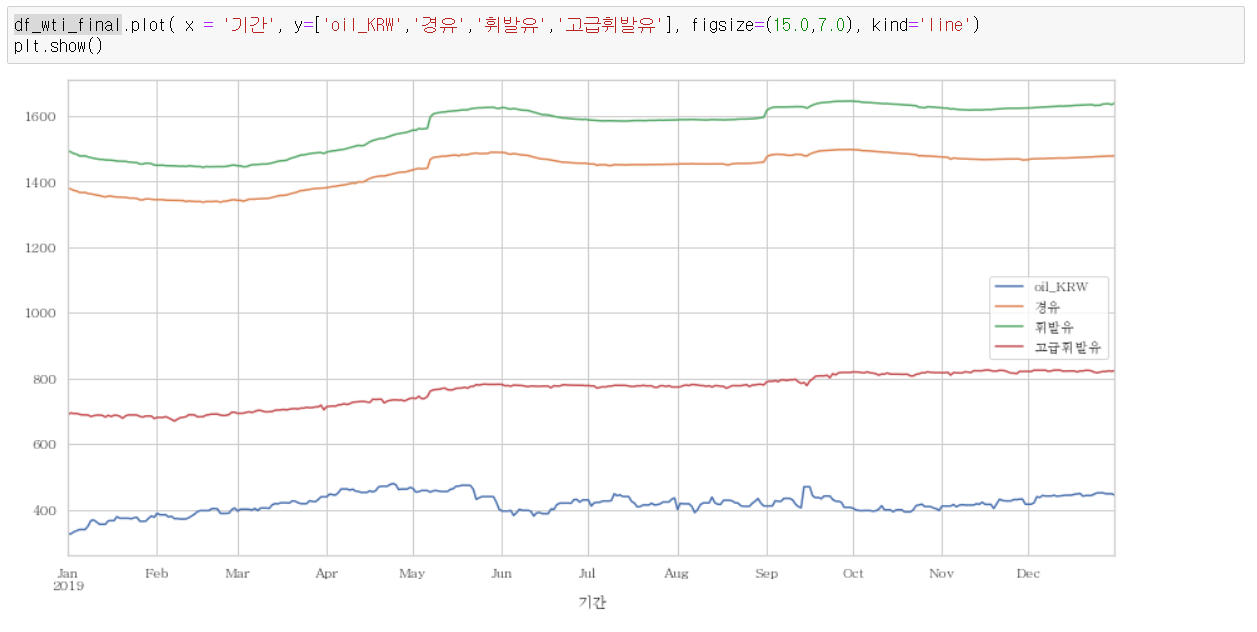 df_wti_final.plot( x = '기간', y=['oil_KRW','경유','휘발유','고급휘발유'], figsize=(15.0,7.0), kind='line')
plt.show()
1600
1400
1200
1000
800
600
400
oil_KRW
경유
휘발유
고급휘발유
Jan Feb Mar Apr May Jun Jul Aug Sep Oct Nov Dec
2019
기간